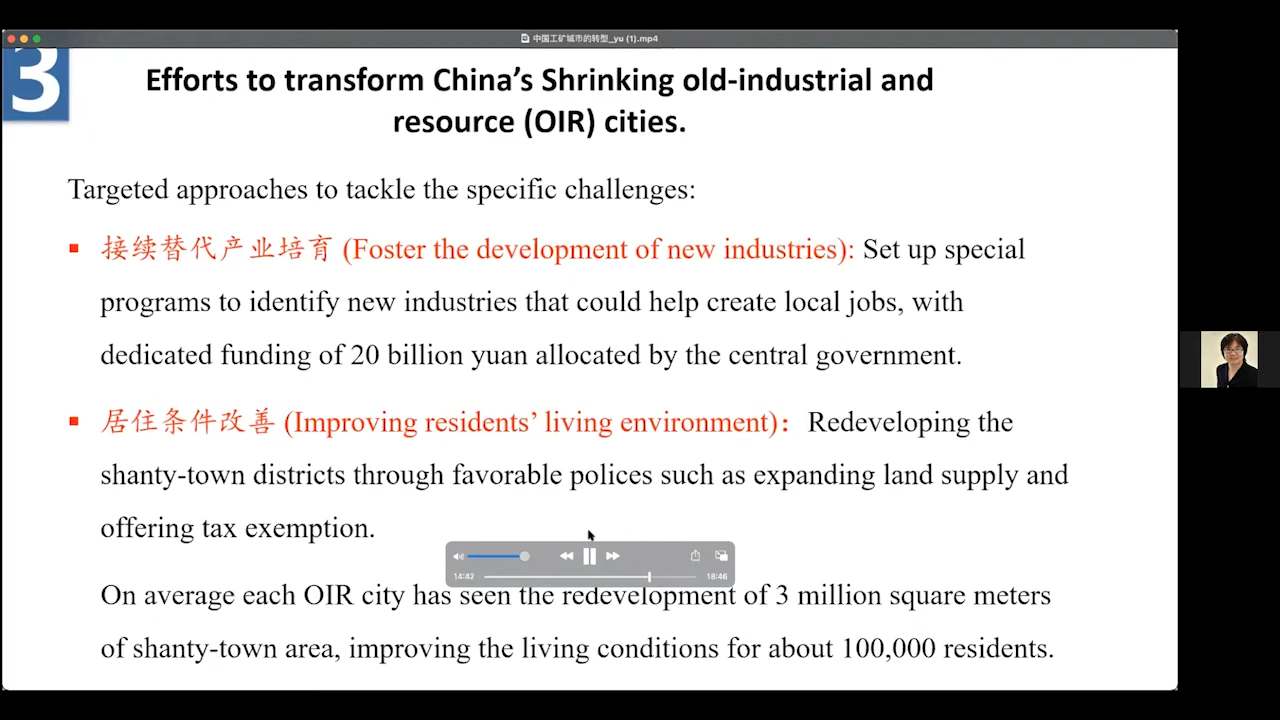 中国工矿城市的转型_yu (1).mp4
3
Efforts to transform China’s Shrinking old-industrial and
resource (OIR) cities.
Targeted approaches to tackle the specific challenges:
▪ 接续替代产业培育 (Foster the development of new industries): Set up special
programs to identify new industries that could help create local jobs, with
dedicated funding of 20 billion yuan allocated by the central government.
▪ 居住条件改善 (Improving residents’ living environment)： Redeveloping the
shanty-town districts through favorable polices such as expanding land supply and
offering tax exemption.
14:42 18:46
On average each OIR city has seen the redevelopment of 3 million square meters
of shanty-town area, improving the living conditions for about 100,000 residents.